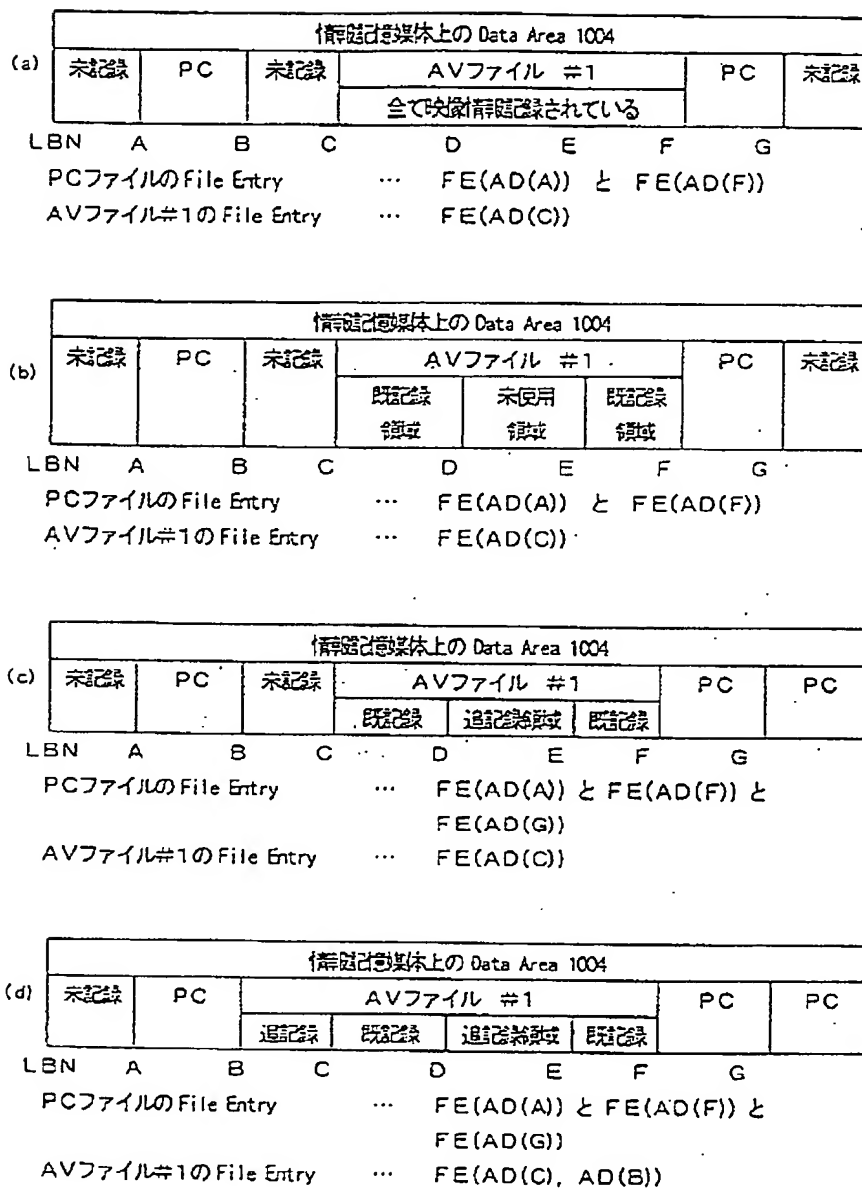 情報記憶媒体上の Data Area 1004
(a) 未記録 PC 未記録 AVファイル #1 PC 未記録
全て映像情報記録されている
LBN A B C D E F G
PCファイルのFile Entry … FE(AD(A)) と FE(AD(F))
AVファイル#1のFile Entry … FE(AD(C))
情報記憶媒体上の Data Area 1004
(b) 未記録 PC 未記録 AVファイル #1 PC 未記録
既記録 未使用 既記録
領域 領域 領域
LBN A B C D E F G
PCファイルのFile Entry … FE(AD(A)) と FE(AD(F))
AVファイル#1のFile Entry … FE(AD(C))
情報記憶媒体上の Data Area 1004
(c) 未記録 PC 未記録 AVファイル #1 PC PC
既記録 追記録領域 既記録
LBN A B C D E F G
PCファイルのFile Entry … FE(AD(A)) と FE(AD(F)) と
FE(AD(G))
AVファイル#1のFile Entry … FE(AD(C))
情報記憶媒体上の Data Area 1004
(d) 未記録 PC AVファイル #1 PC PC
追記録 既記録 追記録領域 既記録
LBN A B C D E F G
PCファイルのFile Entry … FE(AD(A)) と FE(AD(F)) と
FE(AD(G))
AVファイル#1のFile Entry … FE(AD(C), AD(B))